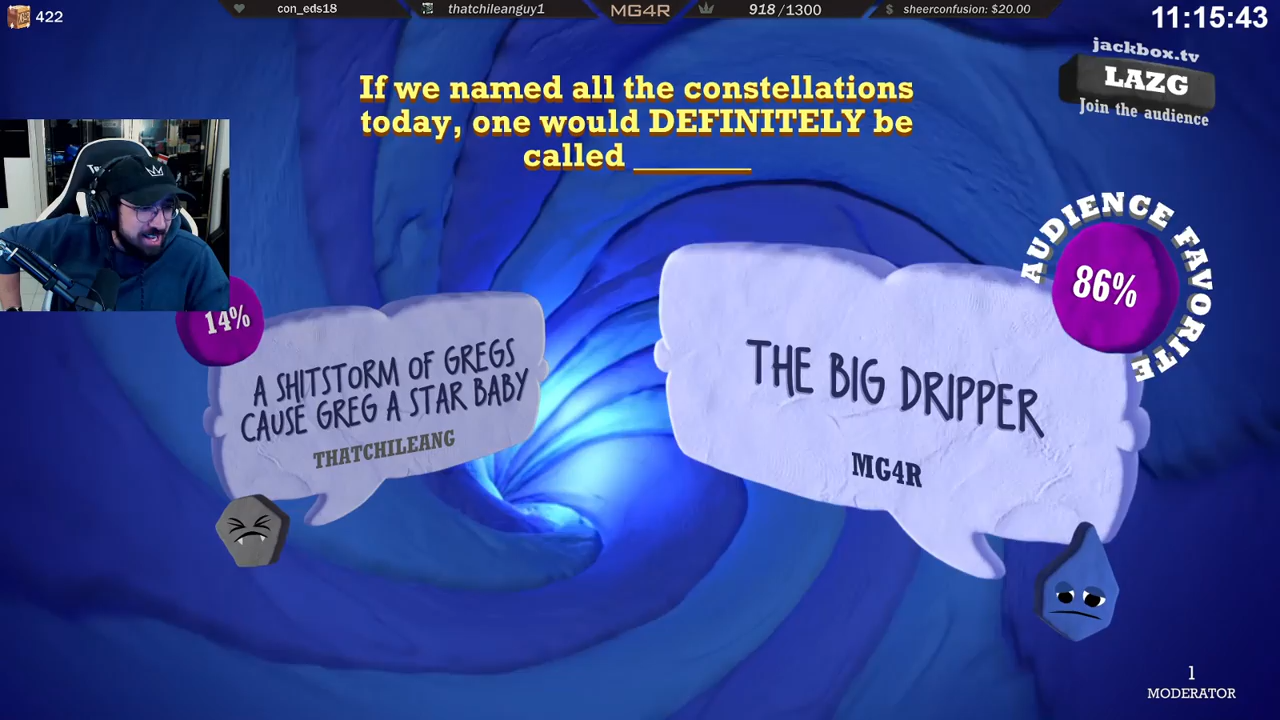 422
con_eds18
thatchileanguy1
MG4R
918/1300
$ sheerconfusion: $20.00
11:15:43
jackbox.tv
LAZG
Join the audience
If we named all the constellations
today, one would DEFINITELY be
called ________
14%
A SHITSTORM OF GREGS
CAUSE GREG A STAR BABY
THATCHILEANG
AUDIENCE FAVORITE
86%
THE BIG DRIPPER
MG4R
1
MODERATOR